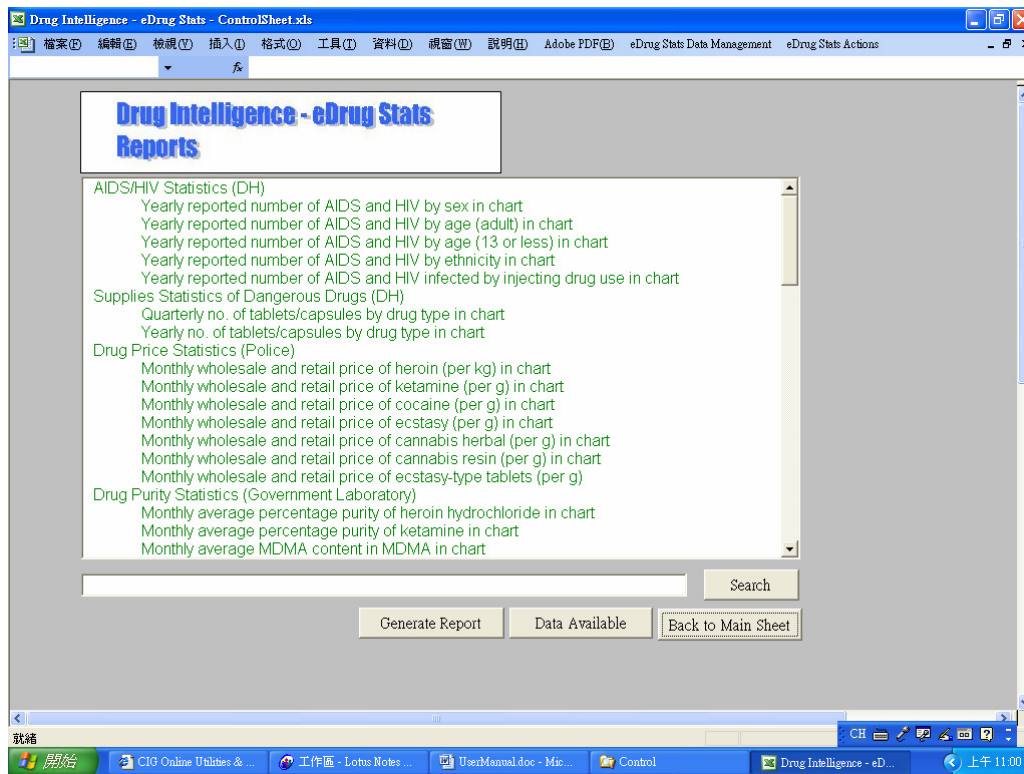 Drug Intelligence - eDrug Stats - ControlSheet.xls
檔案(F) 編輯(E) 檢視(V) 插入(I) 格式(O) 工具(T) 資料(D) 視窗(W) 說明(H) Adobe PDF(B) eDrug Stats Data Management eDrug Stats Actions
fx
Drug Intelligence - eDrug Stats
Reports
AIDS/HIV Statistics (DH)
Yearly reported number of AIDS and HIV by sex in chart
Yearly reported number of AIDS and HIV by age (adult) in chart
Yearly reported number of AIDS and HIV by age (13 or less) in chart
Yearly reported number of AIDS and HIV by ethnicity in chart
Yearly reported number of AIDS and HIV infected by injecting drug use in chart
Supplies Statistics of Dangerous Drugs (DH)
Quarterly no. of tablets/capsules by drug type in chart
Yearly no. of tablets/capsules by drug type in chart
Drug Price Statistics (Police)
Monthly wholesale and retail price of heroin (per kg) in chart
Monthly wholesale and retail price of ketamine (per g) in chart
Monthly wholesale and retail price of cocaine (per g) in chart
Monthly wholesale and retail price of ecstasy (per g) in chart
Monthly wholesale and retail price of cannabis herbal (per g) in chart
Monthly wholesale and retail price of cannabis resin (per g) in chart
Monthly wholesale and retail price of ecstasy-type tablets (per g)
Drug Purity Statistics (Government Laboratory)
Monthly average percentage purity of heroin hydrochloride in chart
Monthly average percentage purity of ketamine in chart
Monthly average MDMA content in MDMA in chart
Search
Generate Report Data Available Back to Main Sheet
就緒
CH
開始 CIG Online Utilities & ... 工作區 - Lotus Notes ... UserManual.doc - Mic... Control Drug Intelligence - eD... 上午 11:00